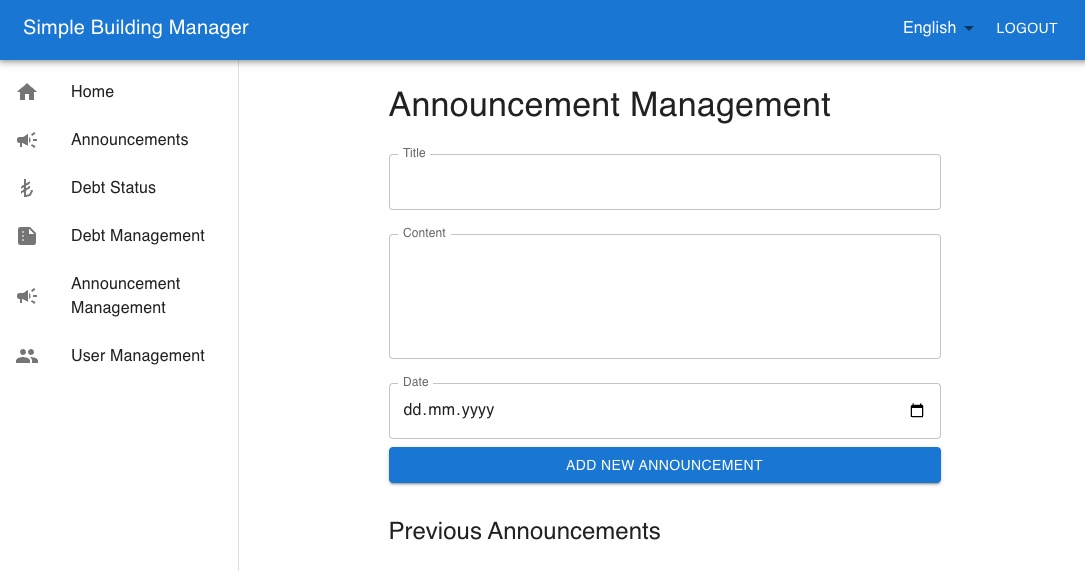 Simple Building Manager
English
LOGOUT
Home
Announcements
Debt Status
Debt Management
Announcement
Management
User Management
Announcement Management
Title
Content
Date
dd.mm.yyyy
ADD NEW ANNOUNCEMENT
Previous Announcements